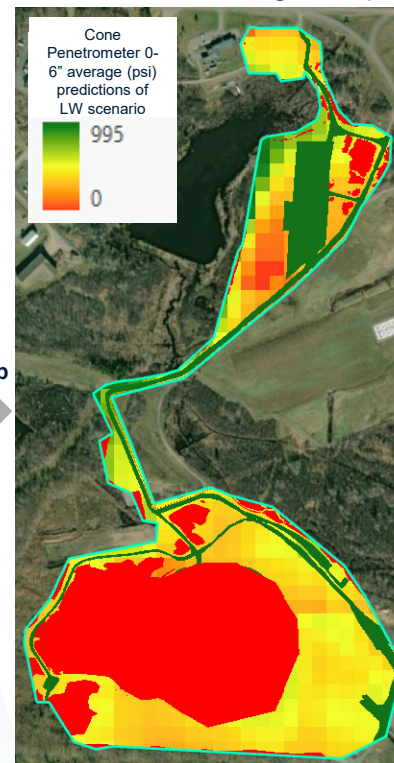 Cone
Penetrometer 0-
6” average (psi)
predictions of
LW scenario
995
0